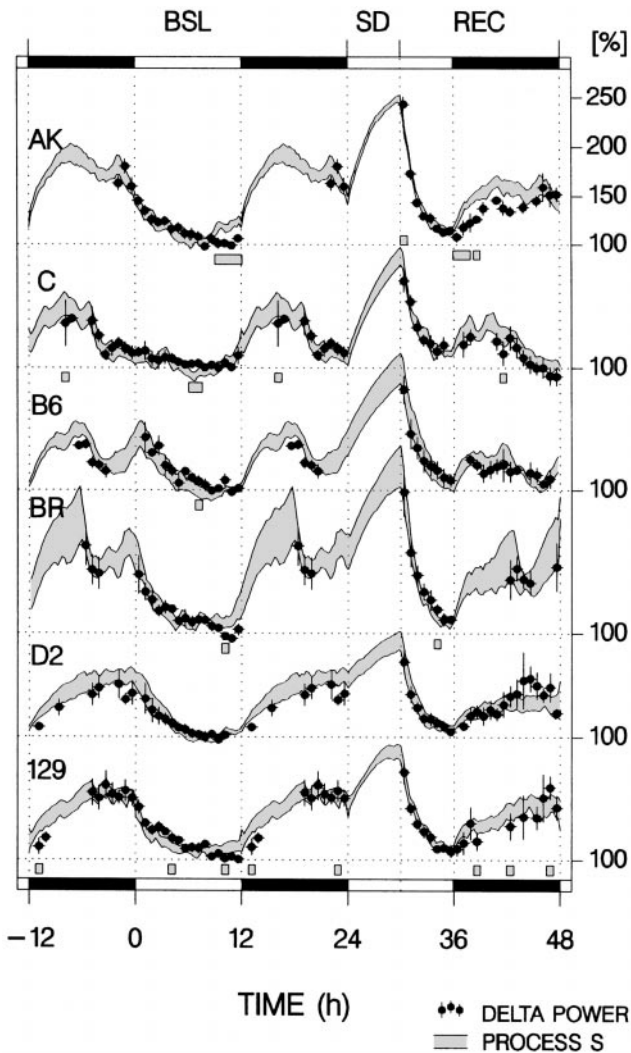 BSL SD REC
[%]
250
AK
200
150
100
C
100
B6
100
BR
100
D2
100
129
100
−12 0 12 24 36 48
TIME (h)
DELTA POWER
PROCESS S